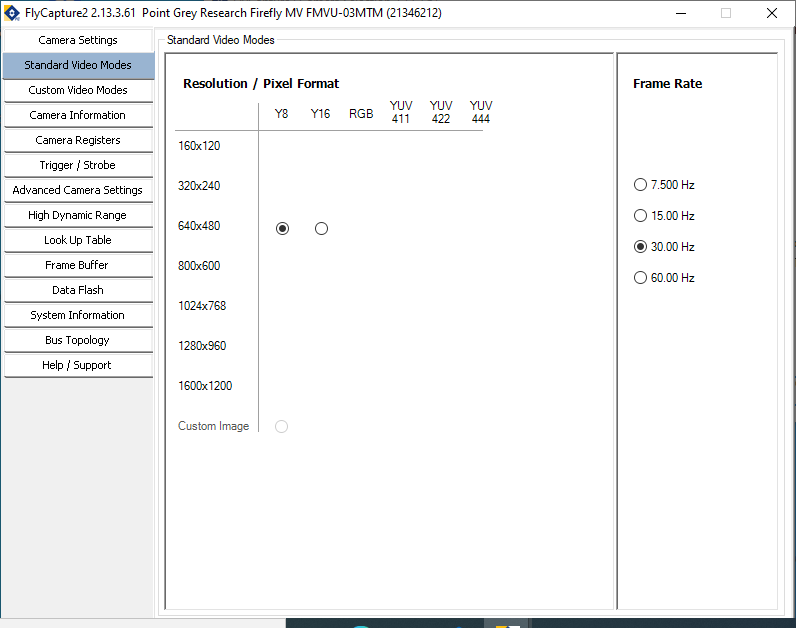 FlyCapture2 2.13.3.61 Point Grey Research Firefly MV FMVU-03MTM (21346212)
Camera Settings
Standard Video Modes
Custom Video Modes
Camera Information
Camera Registers
Trigger / Strobe
Advanced Camera Settings
High Dynamic Range
Look Up Table
Frame Buffer
Data Flash
System Information
Bus Topology
Help / Support
Standard Video Modes
Resolution / Pixel Format
Y8 Y16 RGB YUV 411 YUV 422 YUV 444
160x120
320x240
640x480
800x600
1024x768
1280x960
1600x1200
Custom Image
Frame Rate
7.500 Hz
15.00 Hz
30.00 Hz
60.00 Hz